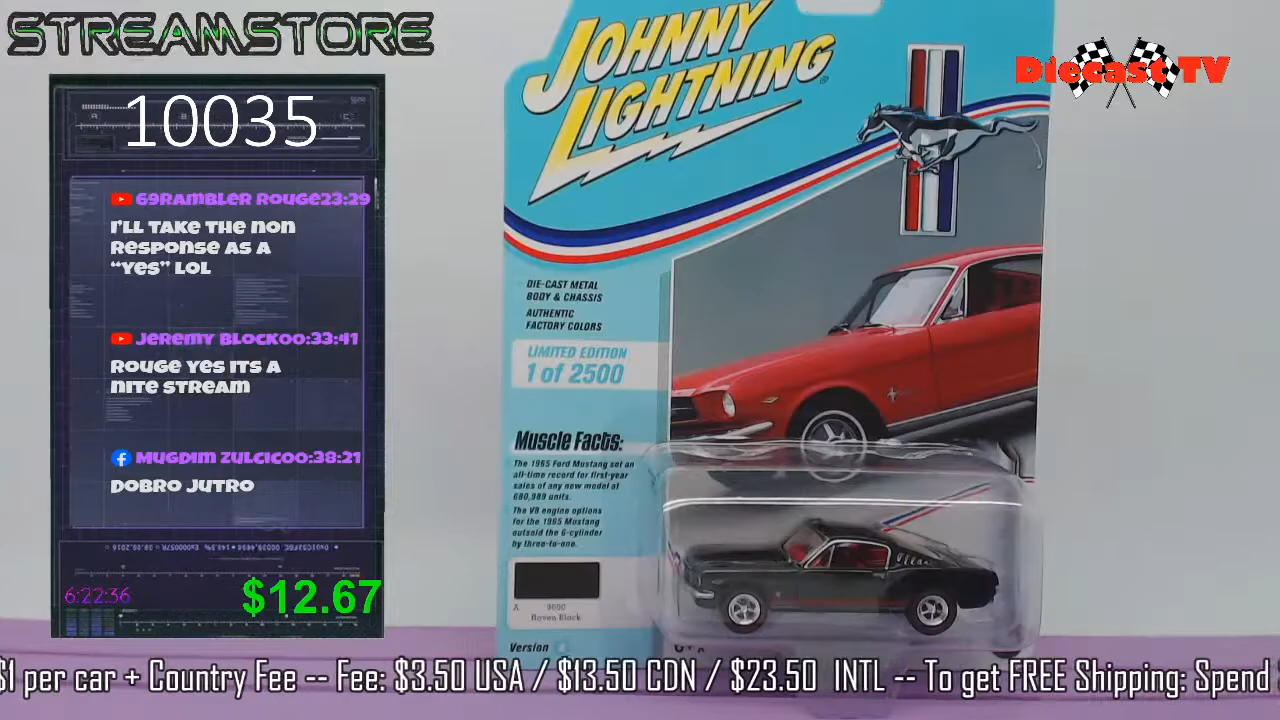 STREAMSTORE
10035
69RAMBLER ROUGE23:29
I'LL TAKE THE NON
RESPONSE AS A
"YES" LOL
JEREMY BLOCK00:33:41
ROUGE YES ITS A
NITE STREAM
MUGDIM ZULCIC00:38:21
DOBRO JUTRO
6:22:36
$12.67
JOHNNY
LIGHTNING
DIE-CAST METAL
BODY & CHASSIS
AUTHENTIC
FACTORY COLORS
LIMITED EDITION
1 of 2500
Muscle Facts:
The 1965 Ford Mustang set an
all-time record for first-year
sales of any new model at
680,989 units.
The V8 engine options
for the 1965 Mustang
outsold the 6-cylinder
by three-to-one.
A 9000
Raven Black
Version
Diecast TV
$1 per car + Country Fee -- Fee: $3.50 USA / $13.50 CDN / $23.50 INTL -- To get FREE Shipping: Spend